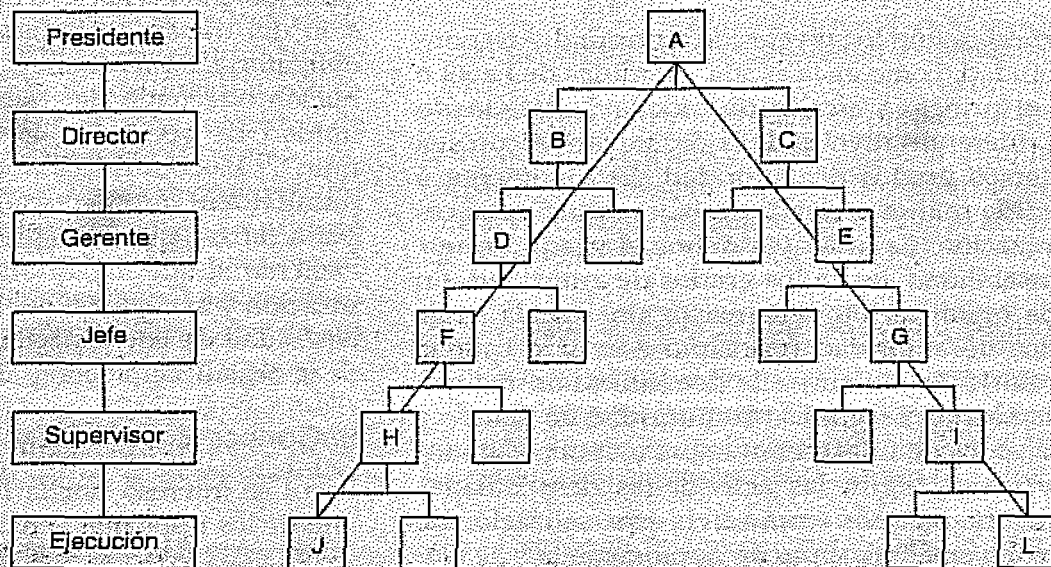 Presidente
A
Director
B
C
Gerente
D
E
Jefe
F
G
Supervisor
H
I
Ejecución
J
L